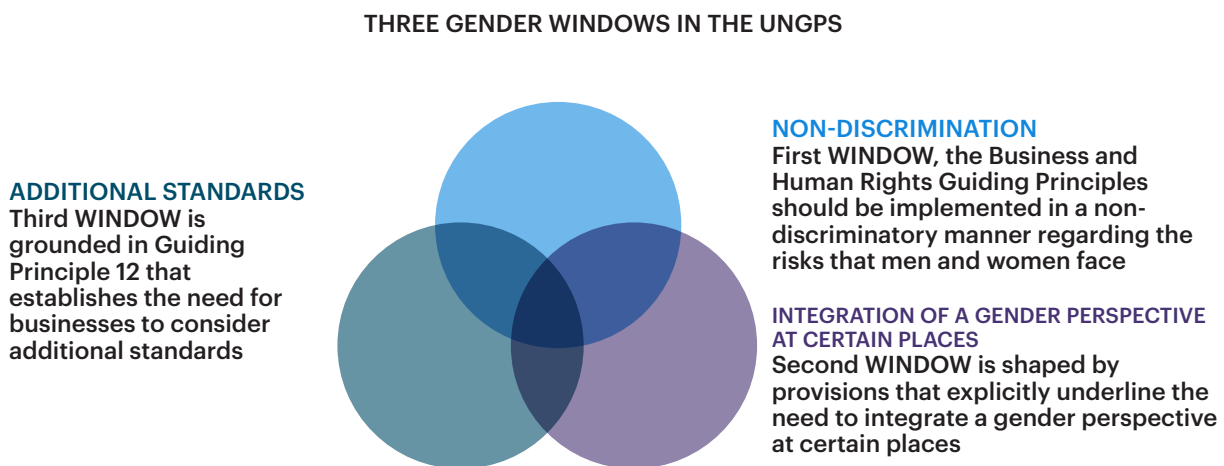 THREE GENDER WINDOWS IN THE UNGPS
ADDITIONAL STANDARDS
Third WINDOW is
grounded in Guiding
Principle 12 that
establishes the need for
businesses to consider
additional standards
NON-DISCRIMINATION
First WINDOW, the Business and
Human Rights Guiding Principles
should be implemented in a non-
discriminatory manner regarding the
risks that men and women face
INTEGRATION OF A GENDER PERSPECTIVE
AT CERTAIN PLACES
Second WINDOW is shaped by
provisions that explicitly underline the
need to integrate a gender perspective
at certain places